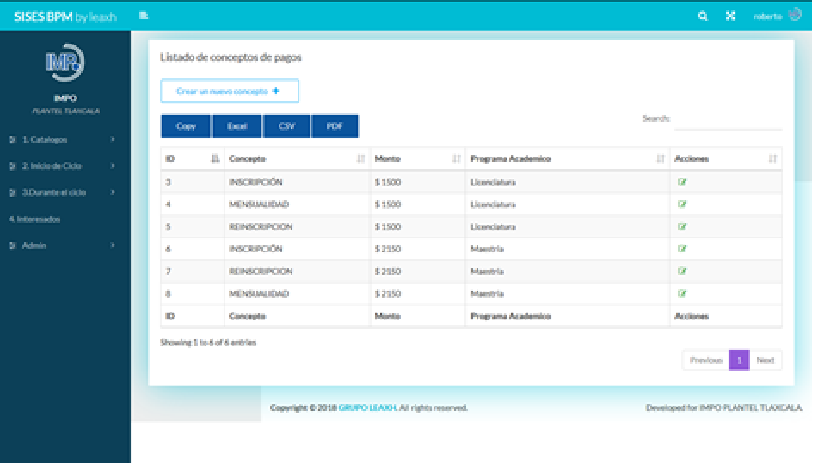 SISES BPM by leaxh
roberto
IMPO
IMPO
PLANTEL TLAXCALA
1. Catalogos
2. Inicio de Ciclo
3.Durante el ciclo
4. Interesados
Admin
Listado de conceptos de pagos
Crear un nuevo concepto +
Copy Excel CSV PDF
Search:
ID Concepto Monto Programa Academico Acciones
3 INSCRIPCIÓN $ 1500 Licenciatura
4 MENSUALIDAD $ 1500 Licenciatura
5 REINSCRIPCION $ 1500 Licenciatura
6 INSCRIPCIÓN $ 2150 Maestria
7 REINSCRIPCION $ 2150 Maestria
8 MENSUALIDAD $ 2150 Maestria
ID Concepto Monto Programa Academico Acciones
Showing 1 to 6 of 6 entries
Previous 1 Next
Copyright © 2018 GRUPO LEAXH. All rights reserved.
Developed for IMPO PLANTEL TLAXCALA.